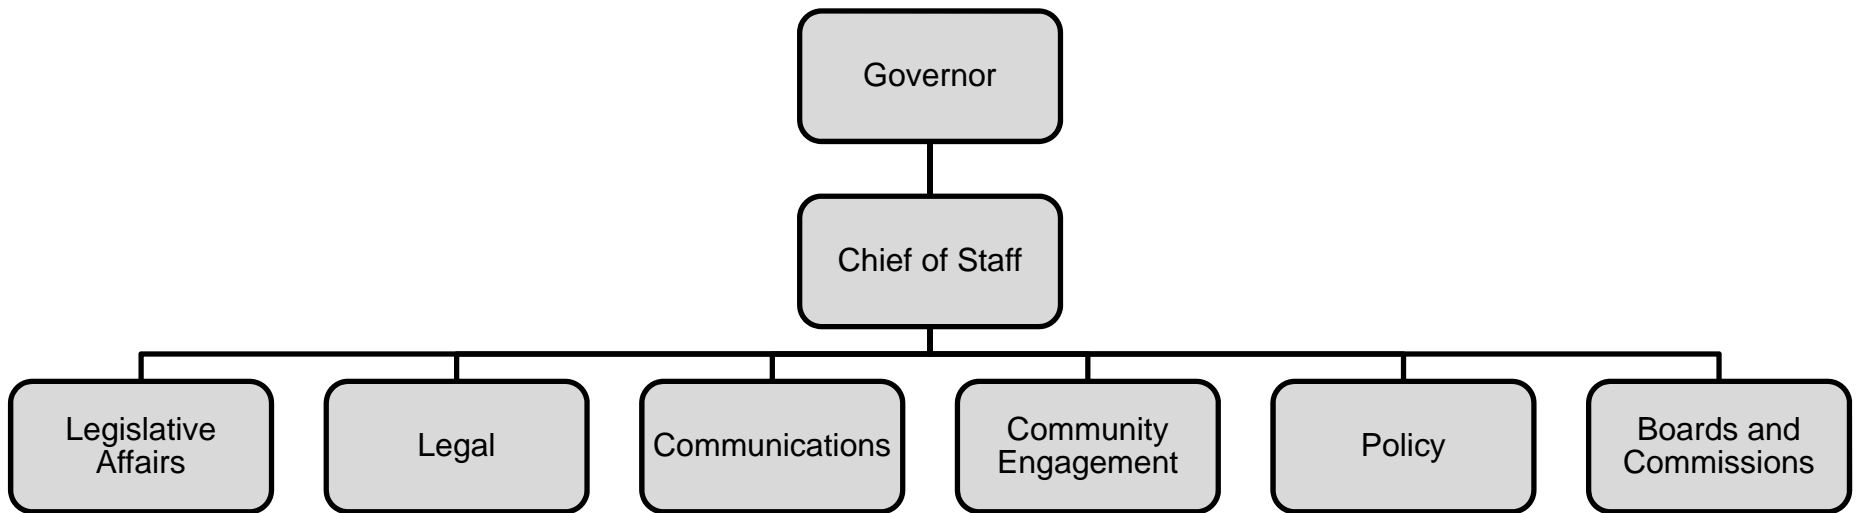 Governor
Chief of Staff
Legislative
Affairs
Legal
Communications
Community
Engagement
Policy
Boards and
Commissions